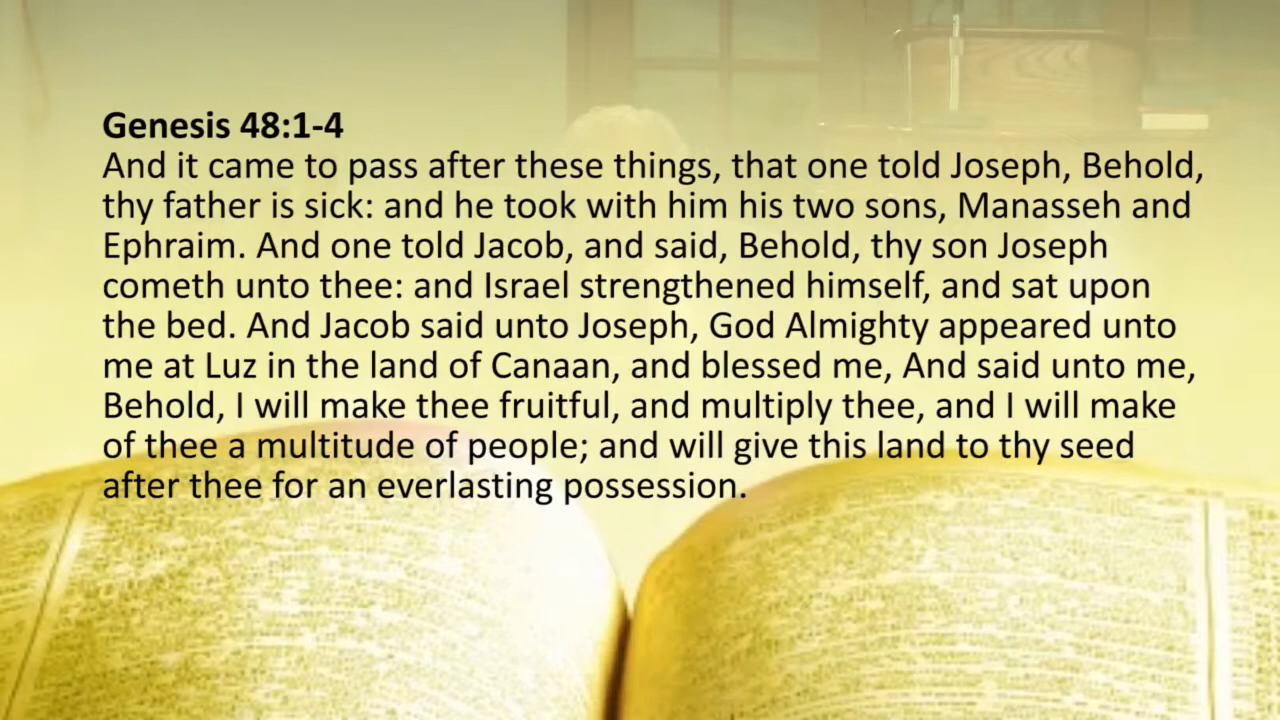 Genesis 48:1-4
And it came to pass after these things, that one told Joseph, Behold,
thy father is sick: and he took with him his two sons, Manasseh and
Ephraim. And one told Jacob, and said, Behold, thy son Joseph
cometh unto thee: and Israel strengthened himself, and sat upon
the bed. And Jacob said unto Joseph, God Almighty appeared unto
me at Luz in the land of Canaan, and blessed me, And said unto me,
Behold, I will make thee fruitful, and multiply thee, and I will make
of thee a multitude of people; and will give this land to thy seed
after thee for an everlasting possession.